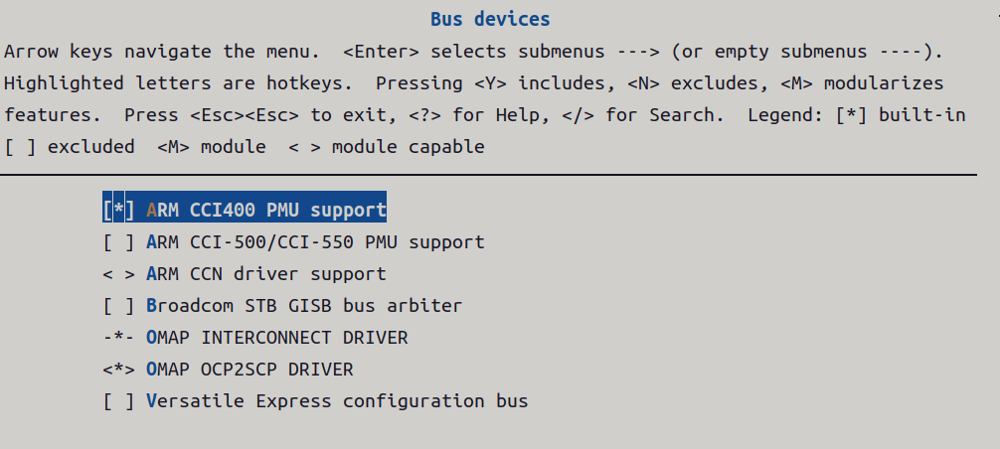 Bus devices
Arrow keys navigate the menu.  <Enter> selects submenus ---> (or empty submenus ----).
Highlighted letters are hotkeys.  Pressing <Y> includes, <N> excludes, <M> modularizes
features.  Press <Esc><Esc> to exit, <?> for Help, </> for Search.  Legend: [*] built-in
[ ] excluded  <M> module  < > module capable
[*] ARM CCI400 PMU support
[ ] ARM CCI-500/CCI-550 PMU support
< > ARM CCN driver support
[ ] Broadcom STB GISB bus arbiter
-*- OMAP INTERCONNECT DRIVER
<*> OMAP OCP2SCP DRIVER
[ ] Versatile Express configuration bus